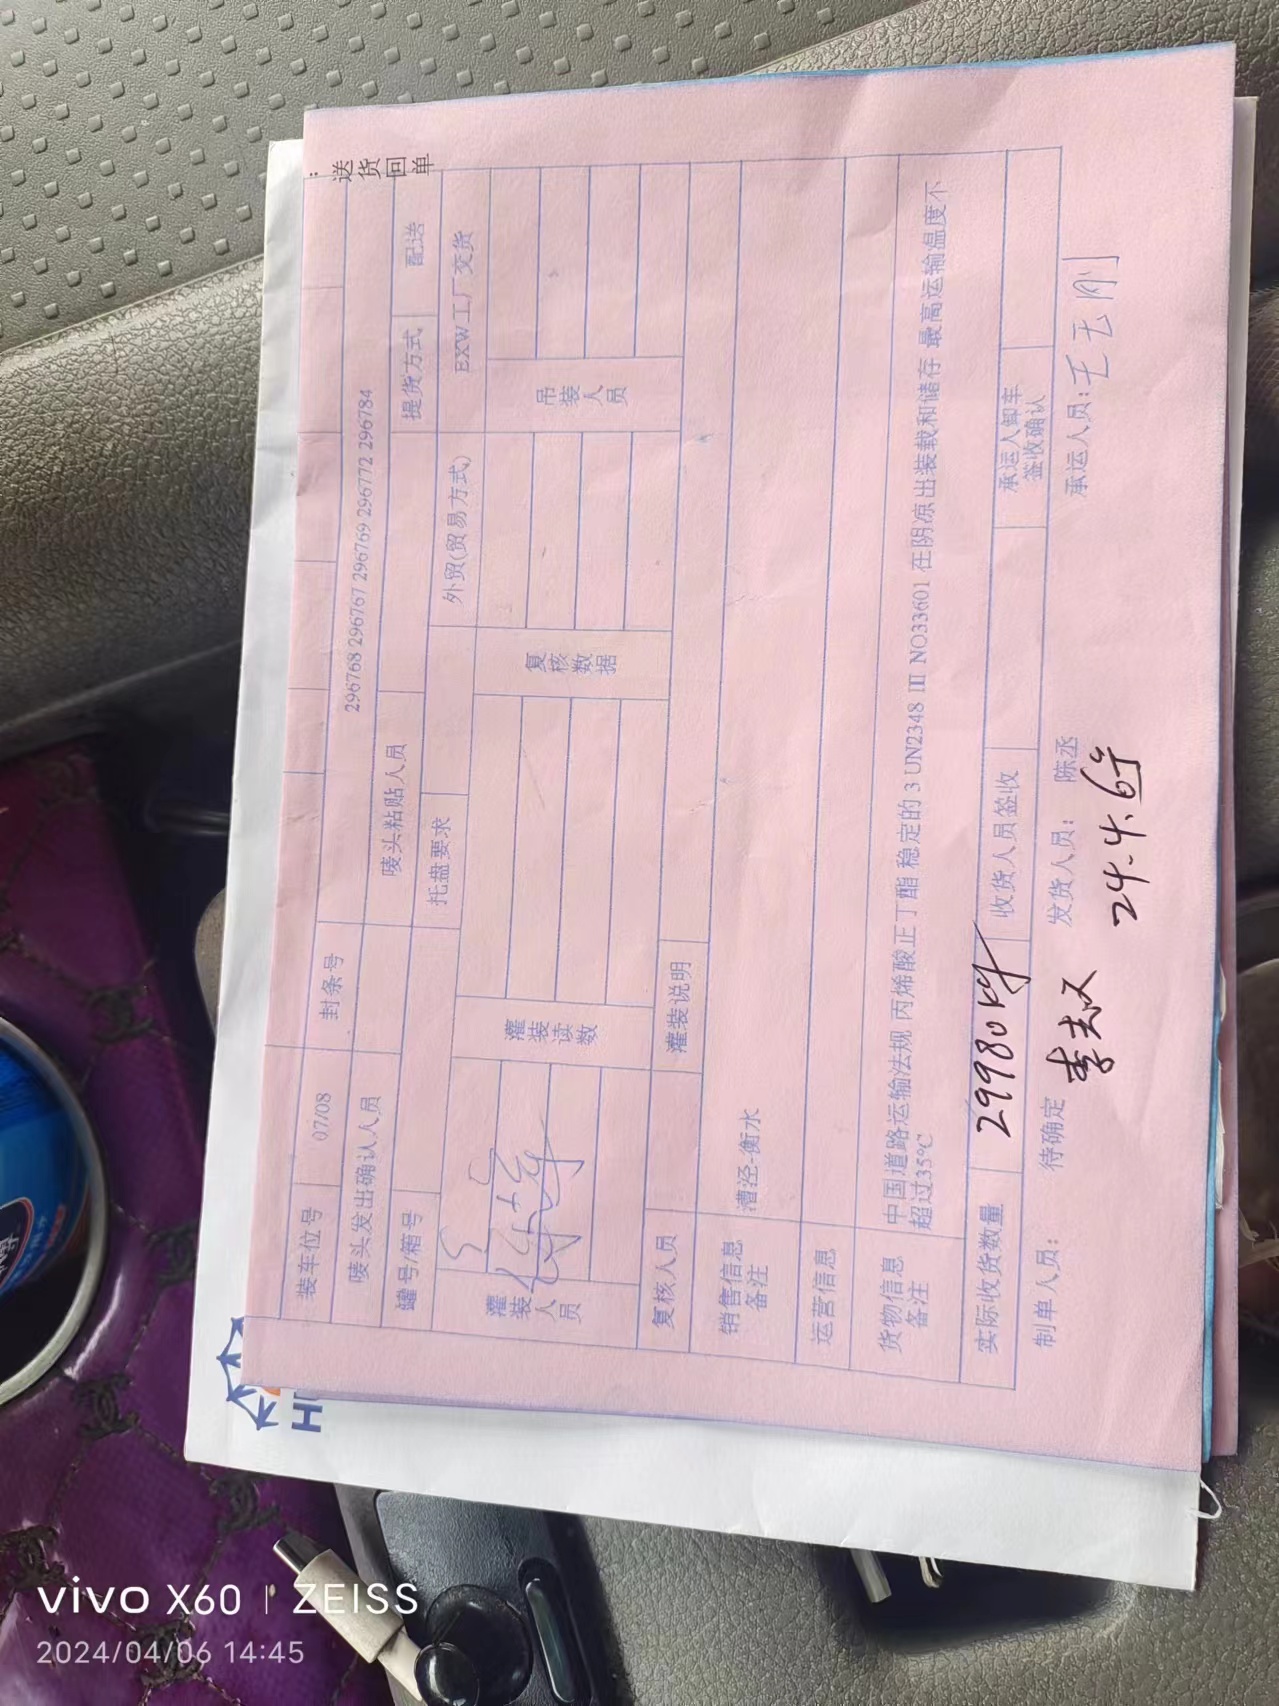 ：送货回单
装车位号 07/08 封条号 296768 296767 296769 296772 296784
唛头发出确认人员 唛头粘贴人员 提货方式 配送
罐号/箱号 托盘要求 外贸(贸易方式) EXW工厂交货
灌装人员 灌装读数 复核数据 吊装人员
复核人员 灌装说明
销售信息备注 漕泾-衡水
运营信息
货物信息备注 中国道路运输法规 丙烯酸正丁酯 稳定的 3 UN2348 III NO33601 在阴凉出装载和储存 最高运输温度不
超过35℃
实际收货数量 29980kg 收货人员签收 承运人卸车签收确认
制单人员： 待确定 发货人员： 陈丞 承运人员：
24.4.6
vivo X60 | ZEISS
2024/04/06 14:45